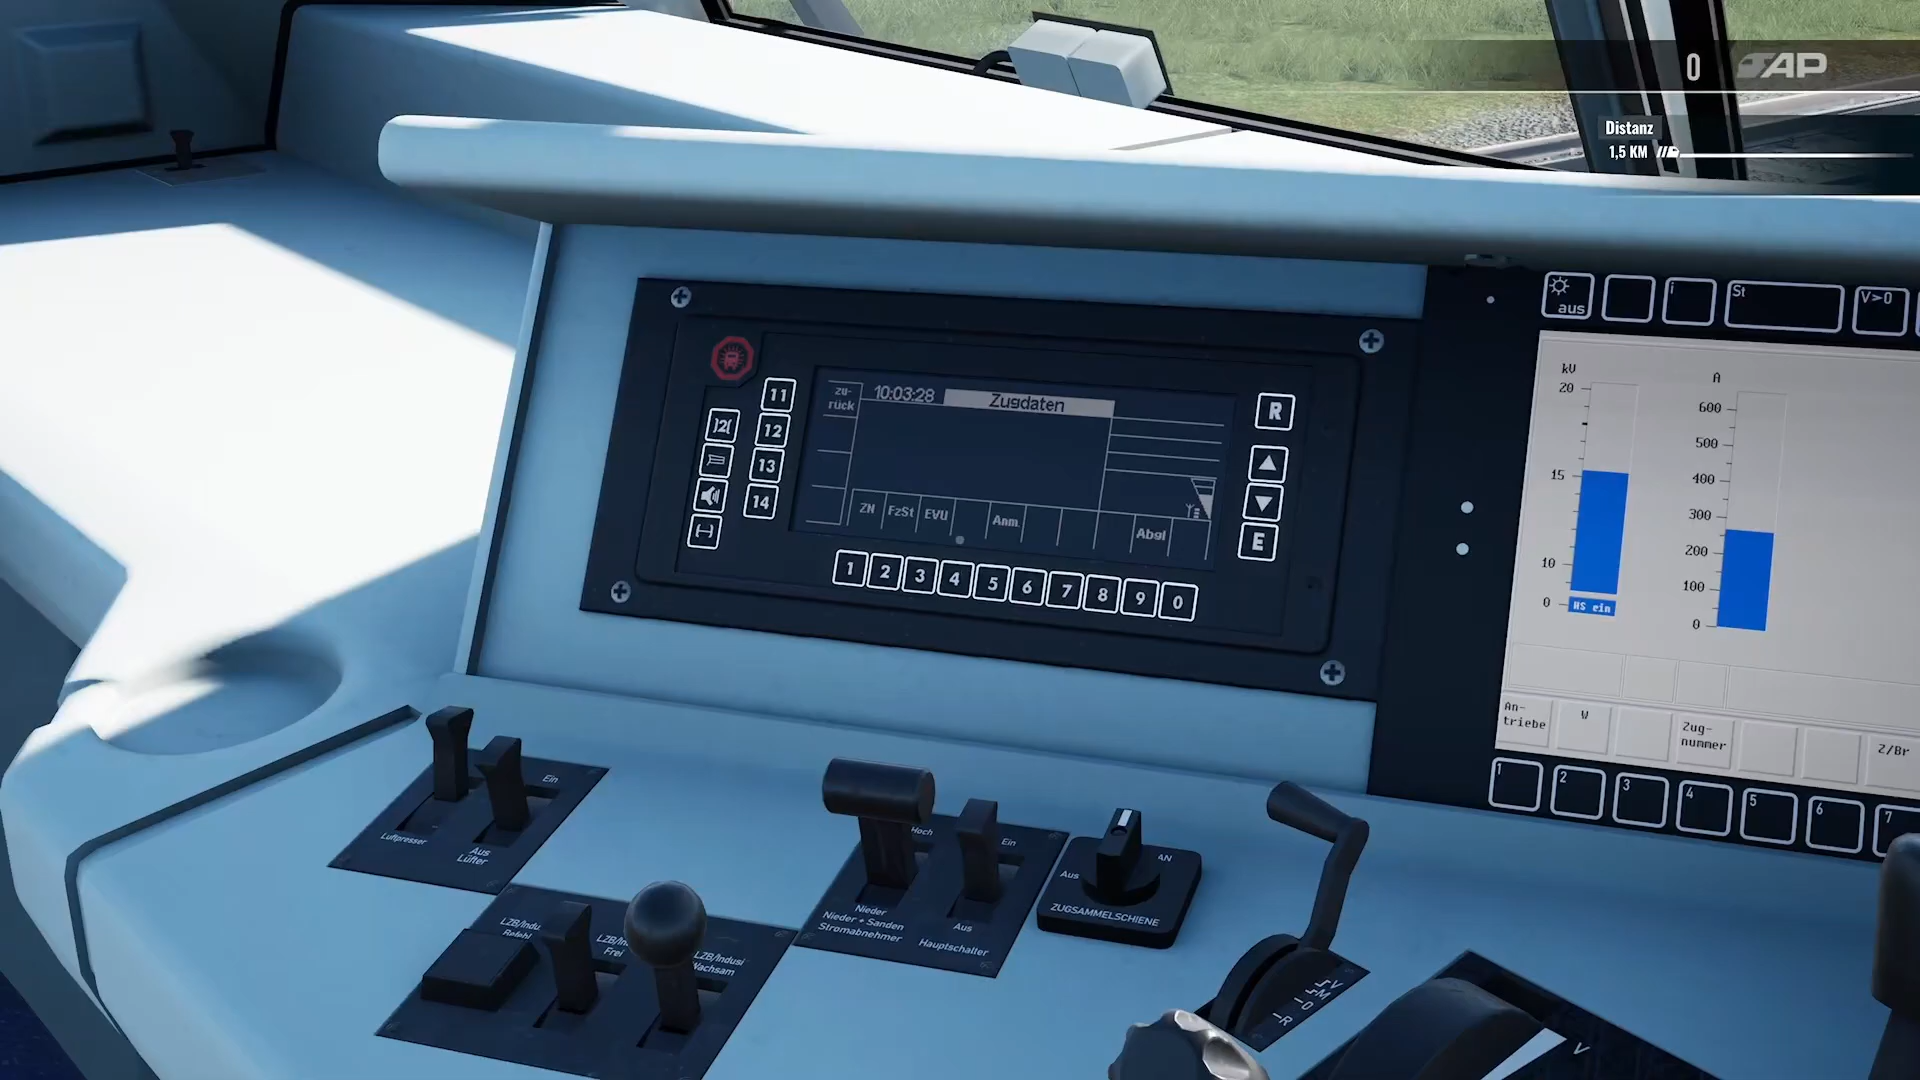 0 AP
Distanz
1,5 KM
aus
i
St
V>0
kV
20
15
10
0
HS ein
A
600
500
400
300
200
100
0
An-
triebe
W
Zug-
nummer
Z/Br
1 2 3 4 5 6 7
zu-
rück
10:03:28 Zugdaten
ZN FzSt EVU Anm Abgl
11
12
13
14
R
E
1 2 3 4 5 6 7 8 9 0
Ein
Luftpresser
Aus
Lüfter
LZB/Indu.
Befehl
Frei
LZB/Indusi
Wachsam
Hoch
Nieder
Nieder + Sanden
Stromabnehmer
Ein
Aus
Hauptschalter
Aus
AN
ZUGSAMMELSCHIENE
V
M
0
R
V